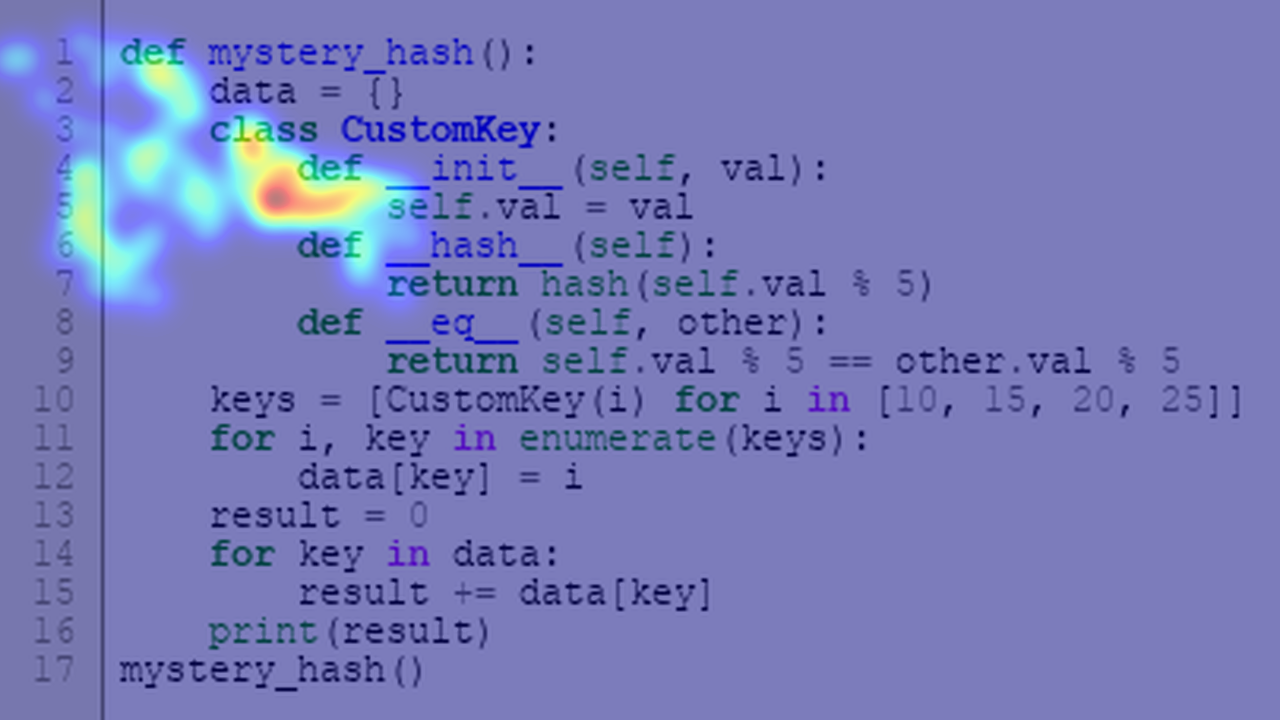 1 def mystery_hash():
2     data = {}
3     class CustomKey:
4         def __init__(self, val):
5             self.val = val
6         def __hash__(self):
7             return hash(self.val % 5)
8         def __eq__(self, other):
9             return self.val % 5 == other.val % 5
10     keys = [CustomKey(i) for i in [10, 15, 20, 25]]
11     for i, key in enumerate(keys):
12         data[key] = i
13     result = 0
14     for key in data:
15         result += data[key]
16     print(result)
17 mystery_hash()